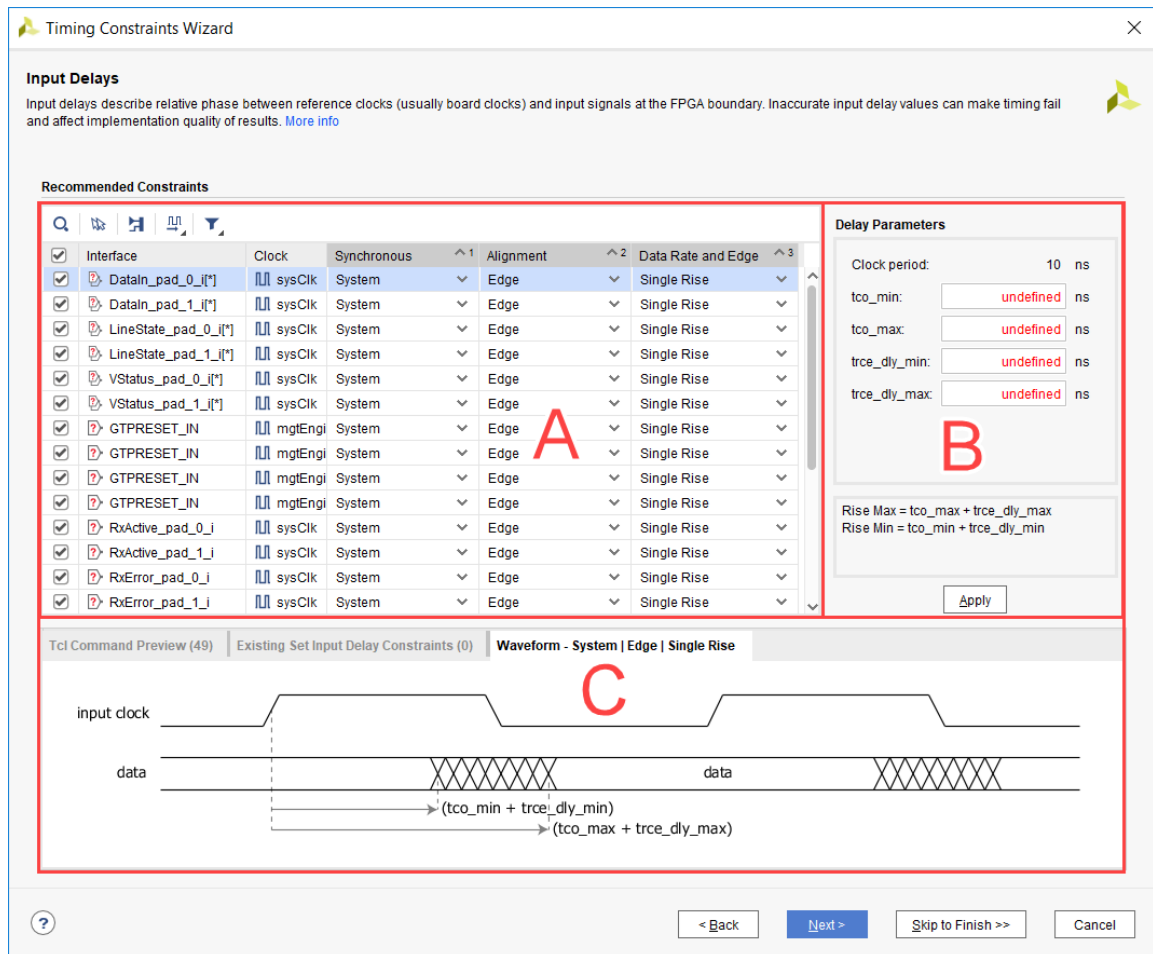 Timing Constraints Wizard
Input Delays
Input delays describe relative phase between reference clocks (usually board clocks) and input signals at the FPGA boundary. Inaccurate input delay values can make timing fail
and affect implementation quality of results. More info
Recommended Constraints
Interface Clock Synchronous 1 Alignment 2 Data Rate and Edge 3
DataIn_pad_0_i[*] sysClk System Edge Single Rise
DataIn_pad_1_i[*] sysClk System Edge Single Rise
LineState_pad_0_i[*] sysClk System Edge Single Rise
LineState_pad_1_i[*] sysClk System Edge Single Rise
VStatus_pad_0_i[*] sysClk System Edge Single Rise
VStatus_pad_1_i[*] sysClk System Edge Single Rise
GTPRESET_IN mgtEngi System Edge Single Rise
GTPRESET_IN mgtEngi System Edge Single Rise
GTPRESET_IN mgtEngi System Edge Single Rise
GTPRESET_IN mgtEngi System Edge Single Rise
RxActive_pad_0_i sysClk System Edge Single Rise
RxActive_pad_1_i sysClk System Edge Single Rise
RxError_pad_0_i sysClk System Edge Single Rise
RxError_pad_1_i sysClk System Edge Single Rise
A
Delay Parameters
Clock period: 10 ns
tco_min: undefined ns
tco_max: undefined ns
trce_dly_min: undefined ns
trce_dly_max: undefined ns
B
Rise Max = tco_max + trce_dly_max
Rise Min = tco_min + trce_dly_min
Apply
Tcl Command Preview (49) Existing Set Input Delay Constraints (0) Waveform - System | Edge | Single Rise
C
input clock
data data
(tco_min + trce_dly_min)
(tco_max + trce_dly_max)
? < Back Next > Skip to Finish >> Cancel